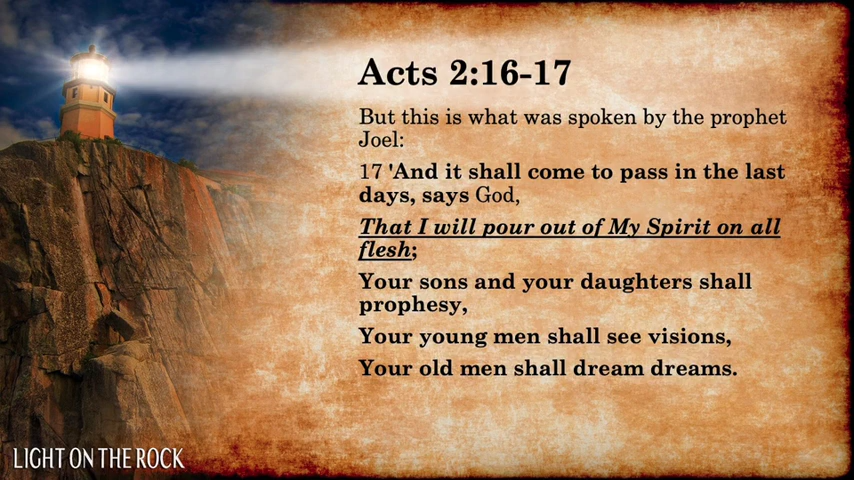 Acts 2:16-17
But this is what was spoken by the prophet
Joel:
17 'And it shall come to pass in the last
days, says God,
That I will pour out of My Spirit on all
flesh;
Your sons and your daughters shall
prophesy,
Your young men shall see visions,
Your old men shall dream dreams.
LIGHT ON THE ROCK